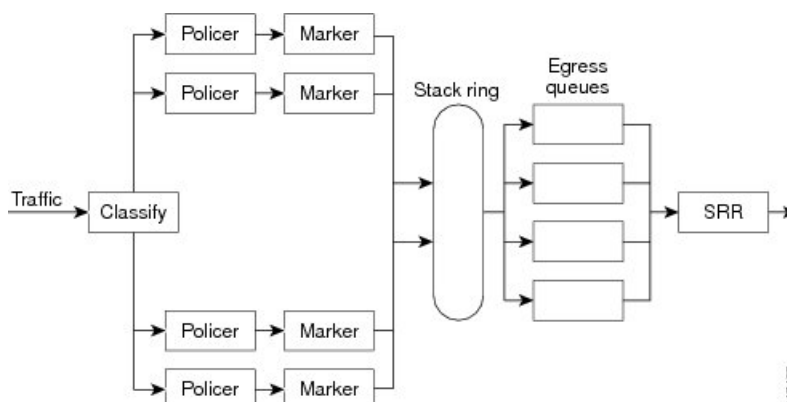 Policer
Marker
Policer
Marker
Stack ring
Egress
queues
Traffic
Classify
SRR
Policer
Marker
Policer
Marker